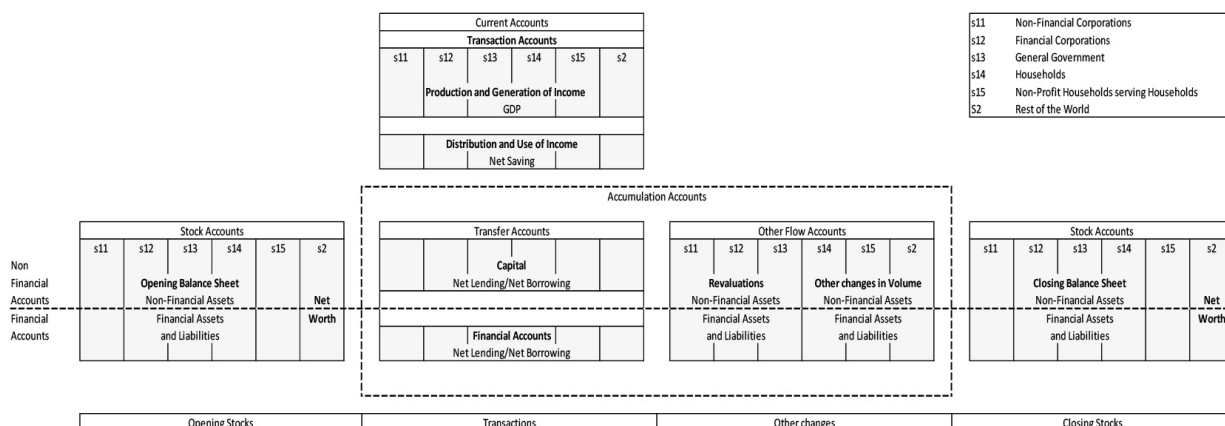 Current Accounts
Transaction Accounts
s11 s12 s13 s14 s15 s2
Production and Generation of Income
GDP
Distribution and Use of Income
Net Saving
s11 Non-Financial Corporations
s12 Financial Corporations
s13 General Government
s14 Households
s15 Non-Profit Households serving Households
S2 Rest of the World
Accumulation Accounts
Stock Accounts Transfer Accounts Other Flow Accounts Stock Accounts
s11 s12 s13 s14 s15 s2 s11 s12 s13 s14 s15 s2 s11 s12 s13 s14 s15 s2
Non Capital
Financial Opening Balance Sheet Net Lending/Net Borrowing Revaluations Other changes in Volume Closing Balance Sheet
Accounts Non-Financial Assets Net Non-Financial Assets Non-Financial Assets Non-Financial Assets Net
Financial Financial Assets Worth Financial Assets Financial Assets Financial Assets Worth
Accounts and Liabilities Financial Accounts and Liabilities and Liabilities and Liabilities
Net Lending/Net Borrowing
Opening Stocks Transactions Other changes Closing Stocks